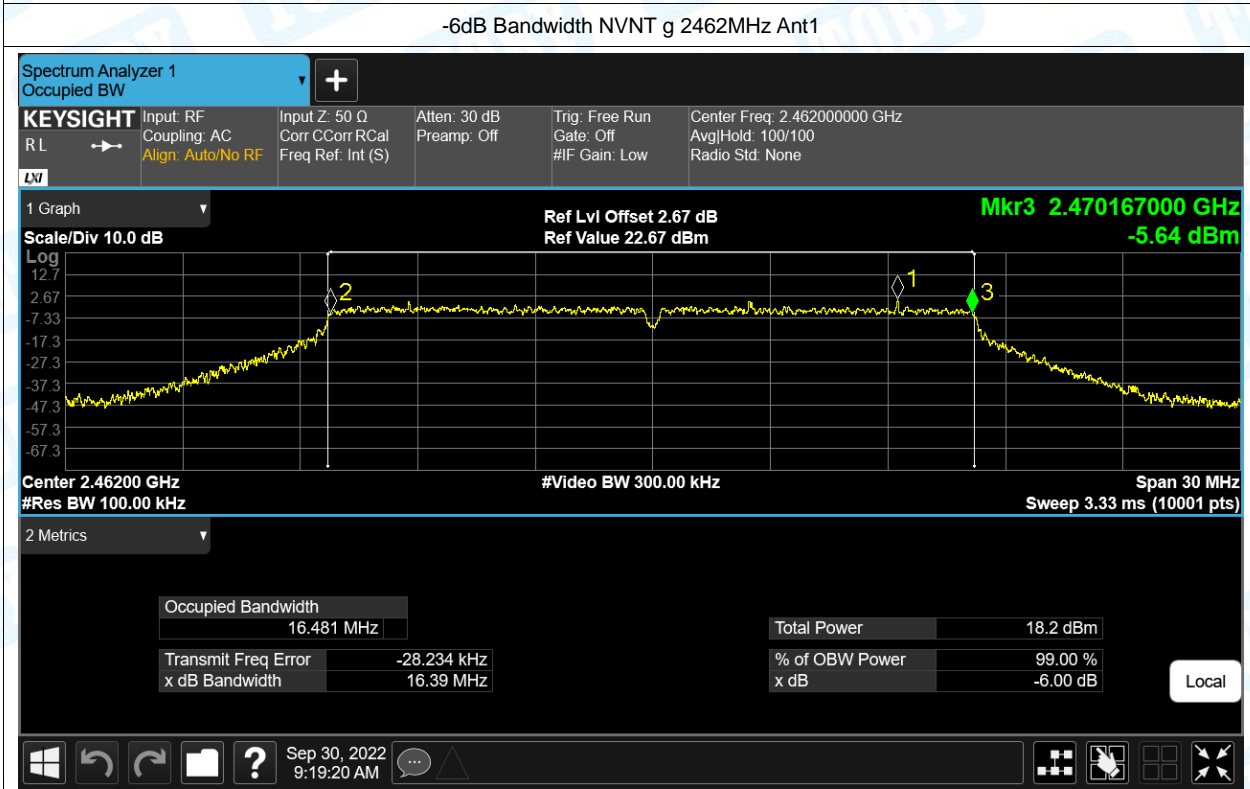 -6dB Bandwidth NVNT g 2462MHz Ant1
Spectrum Analyzer 1
Occupied BW
KEYSIGHT Input: RF Input Z: 50 Ω Atten: 30 dB Trig: Free Run Center Freq: 2.462000000 GHz
RL Coupling: AC Corr CCorr RCal Preamp: Off Gate: Off Avg|Hold: 100/100
Align: Auto/No RF Freq Ref: Int (S) #IF Gain: Low Radio Std: None
LXI
1 Graph Ref Lvl Offset 2.67 dB Mkr3 2.470167000 GHz
Scale/Div 10.0 dB Ref Value 22.67 dBm -5.64 dBm
Log
12.7
2.67
-7.33
-17.3
-27.3
-37.3
-47.3
-57.3
-67.3
2
1
3
Center 2.46200 GHz #Video BW 300.00 kHz Span 30 MHz
#Res BW 100.00 kHz Sweep 3.33 ms (10001 pts)
2 Metrics
Occupied Bandwidth
16.481 MHz Total Power 18.2 dBm
Transmit Freq Error -28.234 kHz % of OBW Power 99.00 %
x dB Bandwidth 16.39 MHz x dB -6.00 dB
Local
Sep 30, 2022
9:19:20 AM